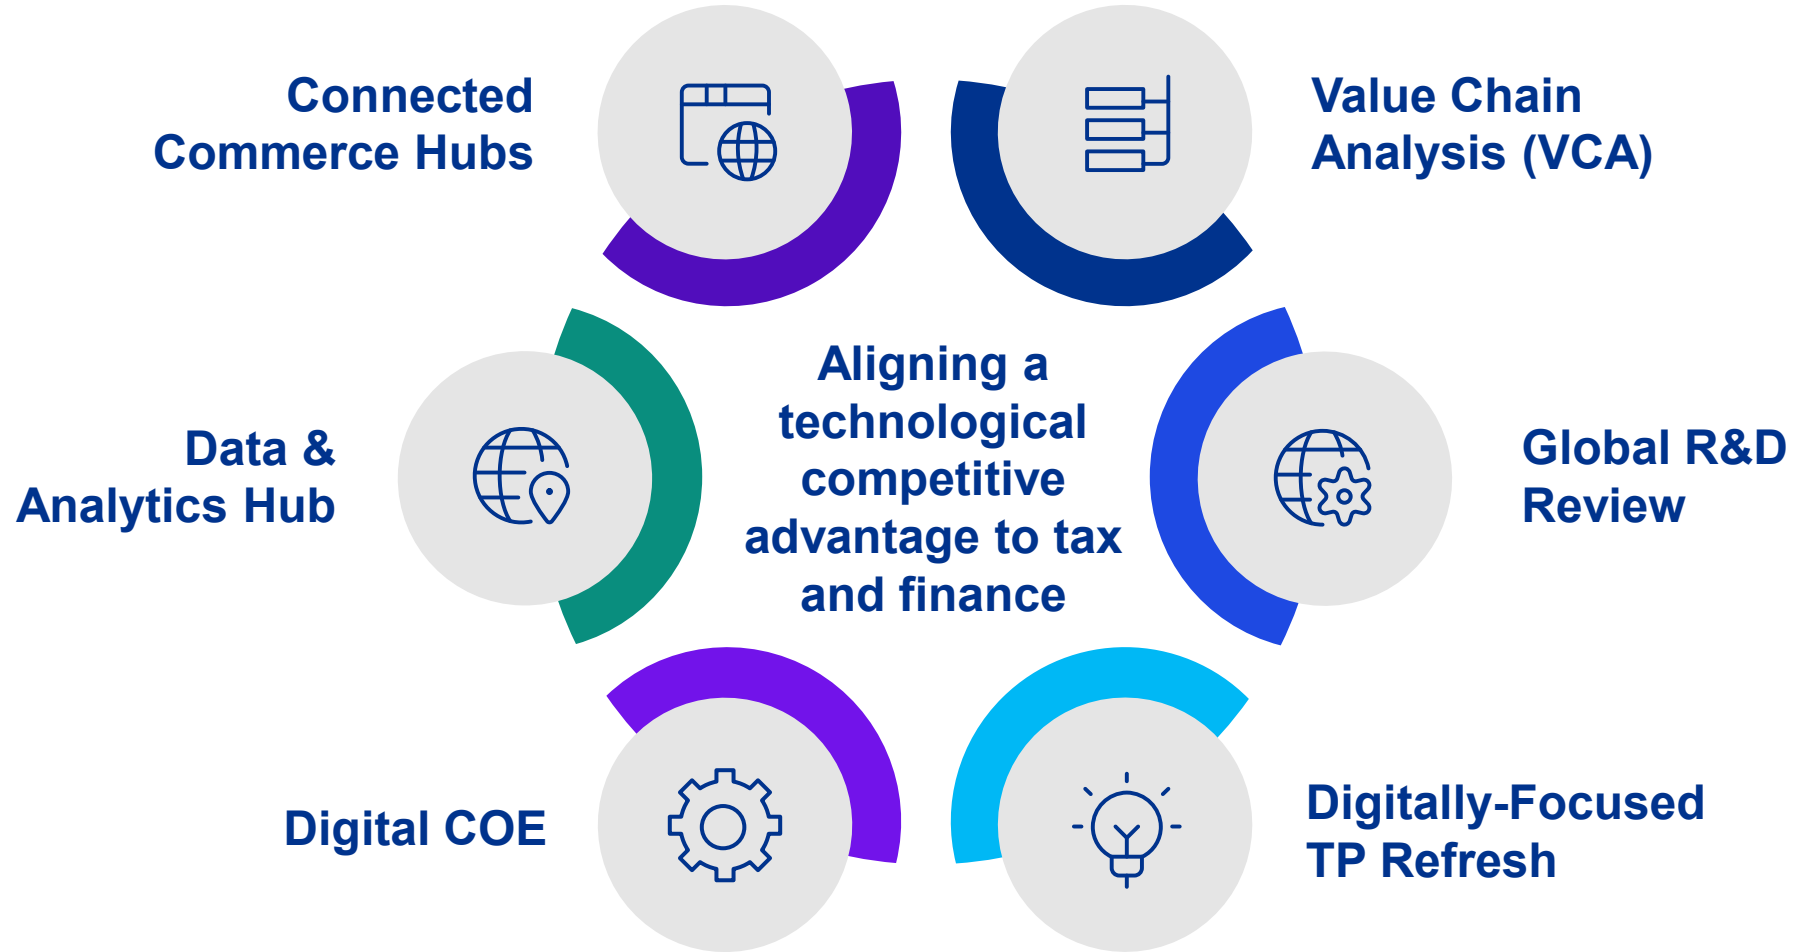 Connected
Commerce Hubs
Value Chain
Analysis (VCA)
Data &
Analytics Hub
Aligning a
technological
competitive
advantage to tax
and finance
Global R&D
Review
Digital COE
Digitally-Focused
TP Refresh